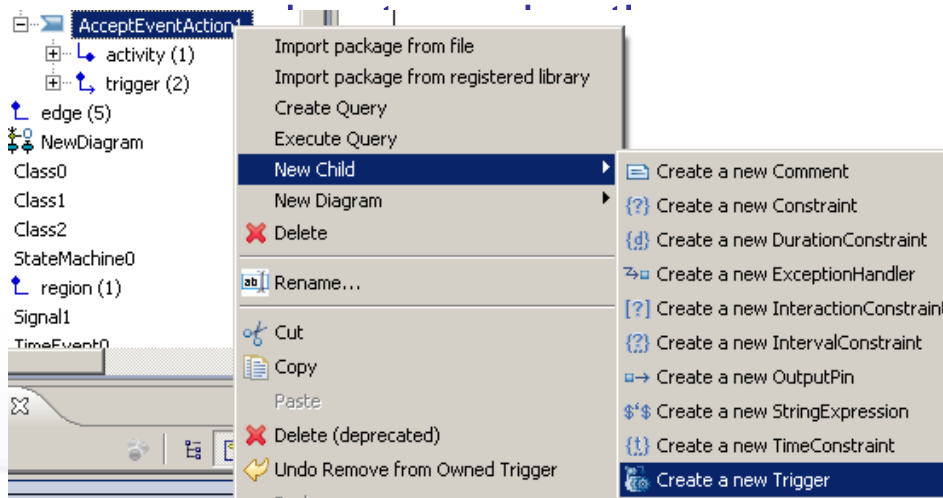 AcceptEventAction1
activity (1)
trigger (2)
edge (5)
NewDiagram
Class0
Class1
Class2
StateMachine0
region (1)
Signal1
TimeEvent0
Import package from file
Import package from registered library
Create Query
Execute Query
New Child
New Diagram
Delete
Rename...
Cut
Copy
Paste
Delete (deprecated)
Undo Remove from Owned Trigger
Create a new Comment
{?} Create a new Constraint
{d} Create a new DurationConstraint
Create a new ExceptionHandler
[?] Create a new InteractionConstraint
{?} Create a new IntervalConstraint
Create a new OutputPin
$'$ Create a new StringExpression
{t} Create a new TimeConstraint
Create a new Trigger